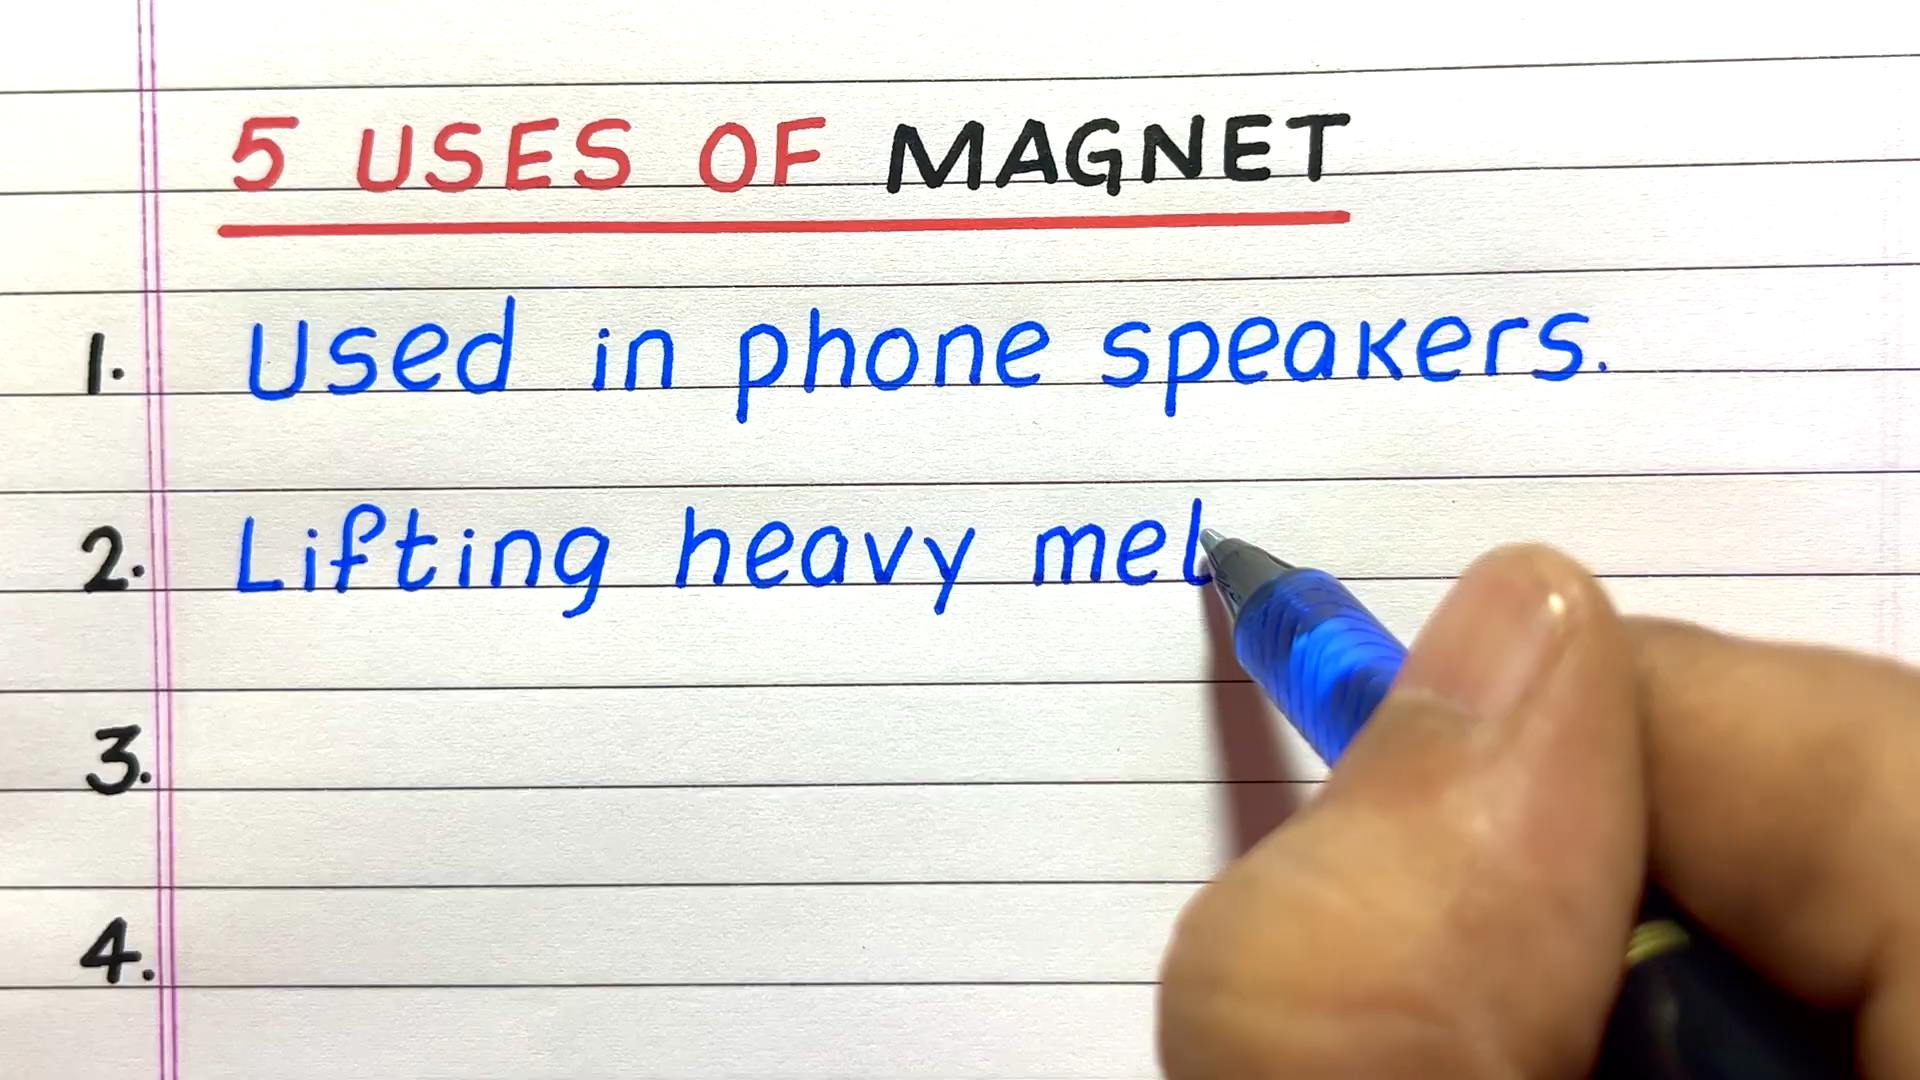 5 USES OF MAGNET
1. Used in phone speakers.
2. Lifting heavy mel
3.
4.